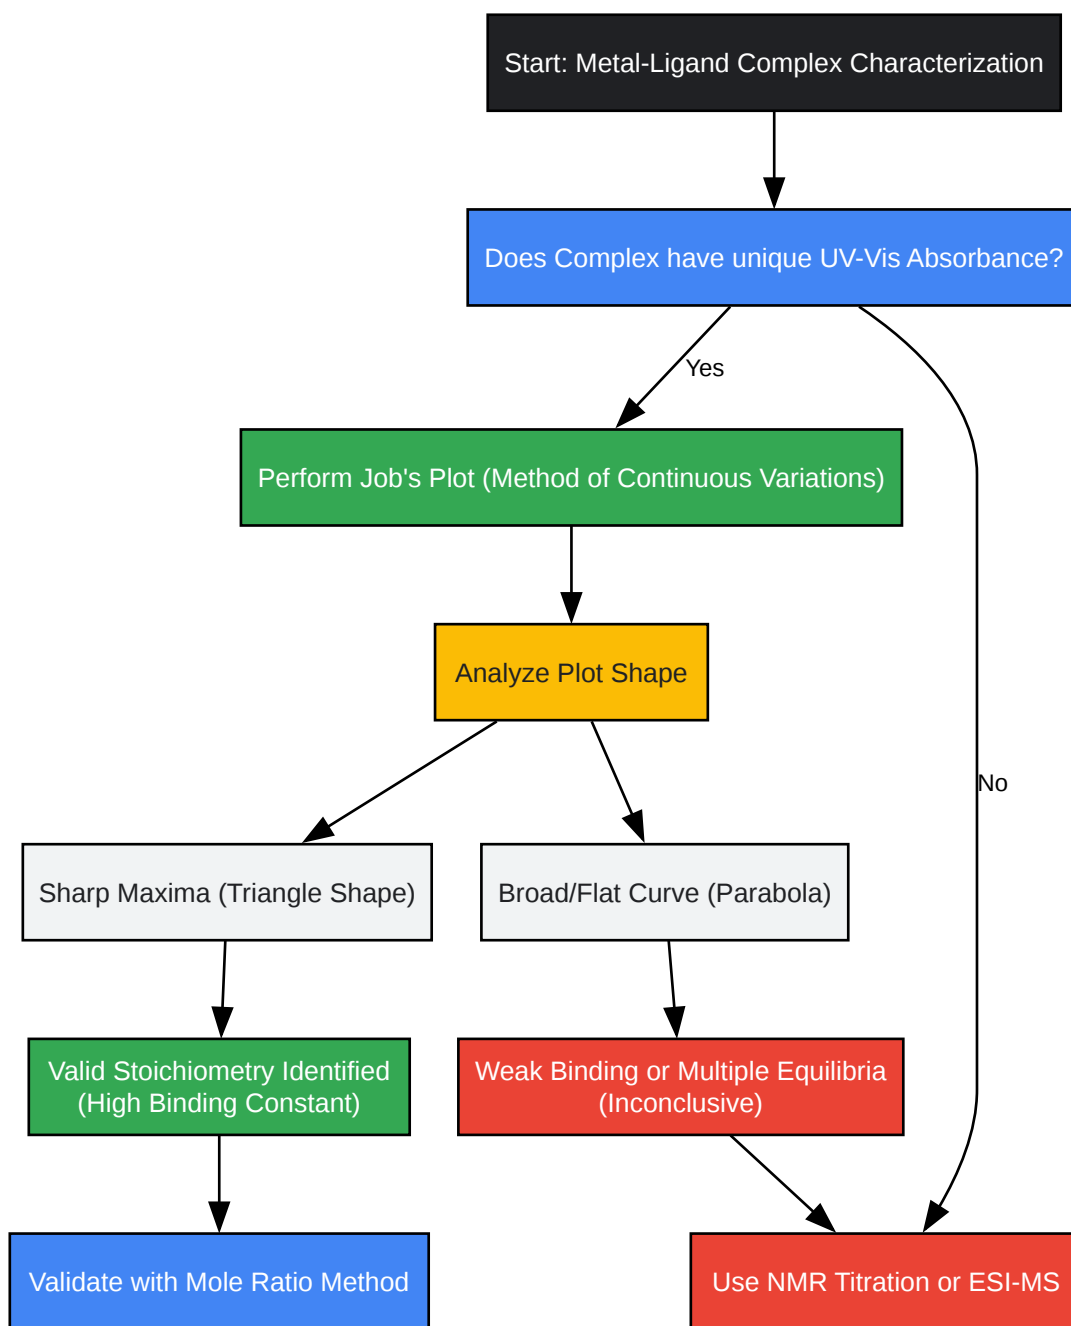 Start: Metal-Ligand Complex Characterization
Does Complex have unique UV-Vis Absorbance?
Yes
Perform Job's Plot (Method of Continuous Variations)
Analyze Plot Shape
No
Sharp Maxima (Triangle Shape)
Broad/Flat Curve (Parabola)
Valid Stoichiometry Identified
(High Binding Constant)
Weak Binding or Multiple Equilibria
(Inconclusive)
Validate with Mole Ratio Method
Use NMR Titration or ESI-MS